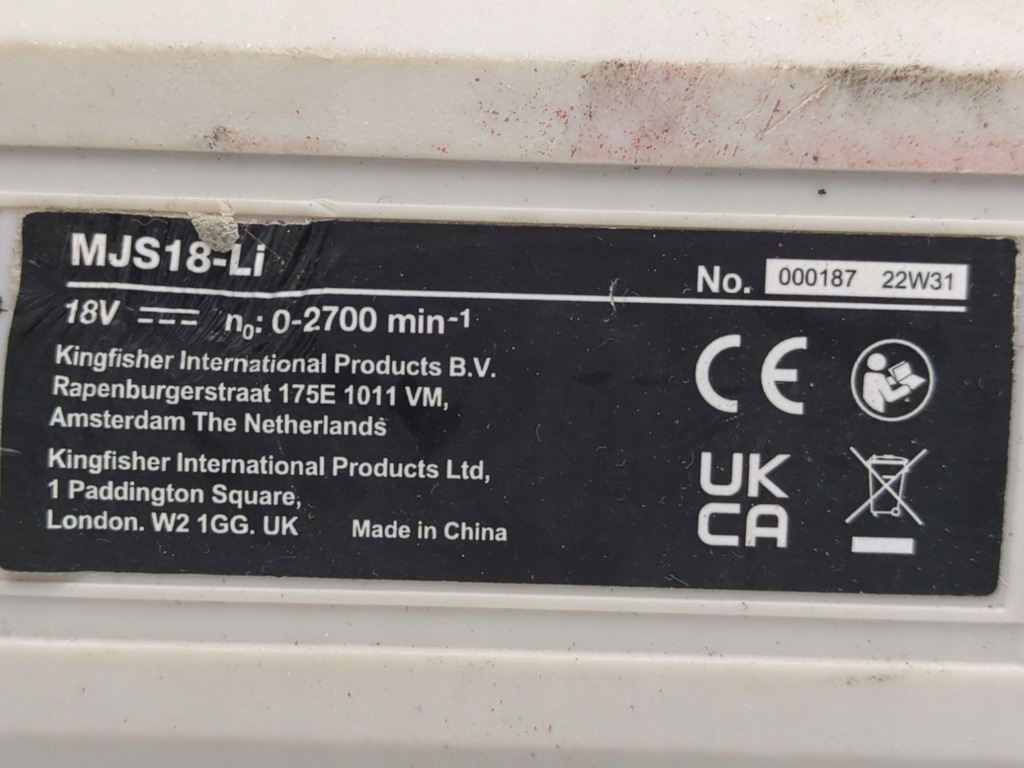 MJS18-Li
No. 000187 22W31
18V n₀: 0-2700 min⁻¹
Kingfisher International Products B.V.
Rapenburgerstraat 175E 1011 VM,
Amsterdam The Netherlands
CE
Kingfisher International Products Ltd,
1 Paddington Square,
London. W2 1GG. UK
Made in China
UK
CA